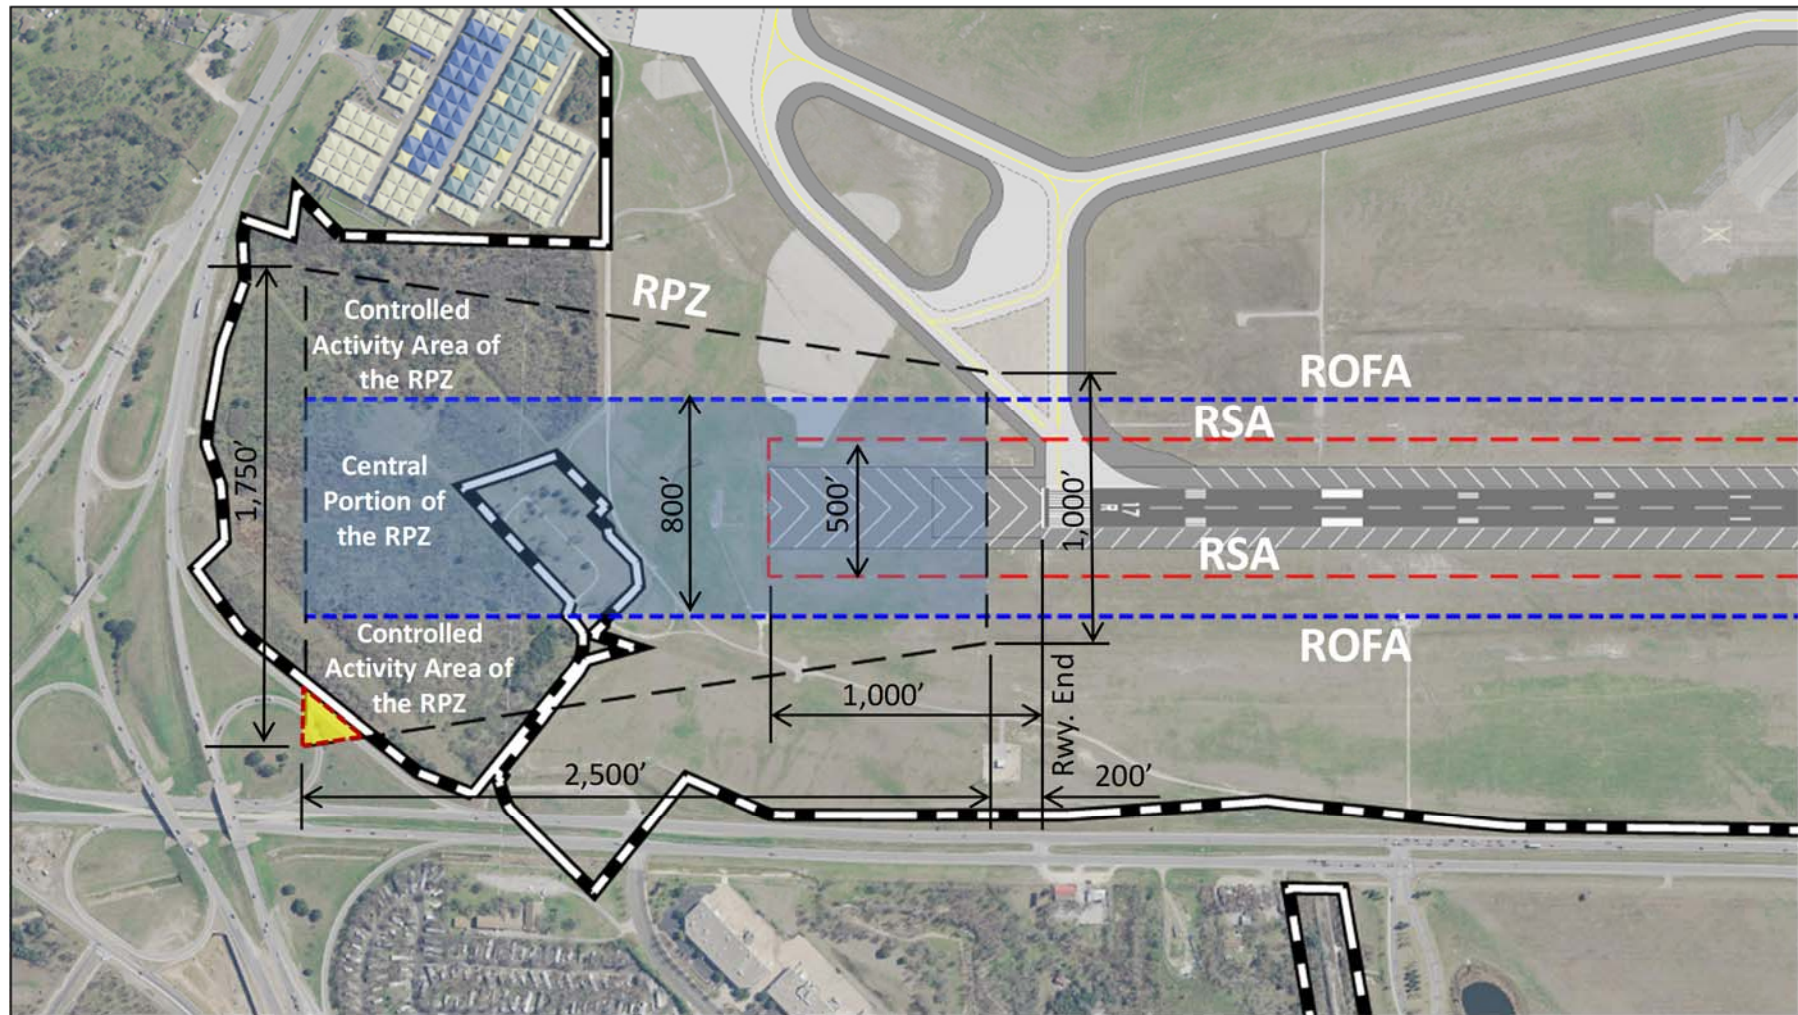 RPZ
Controlled
Activity Area of
the RPZ
ROFA
RSA
1,750’
Central
Portion of
the RPZ
800’
500’
1,000’
17
R
RSA
Controlled
Activity Area of
the RPZ
ROFA
1,000’
Rwy. End
2,500’
200’